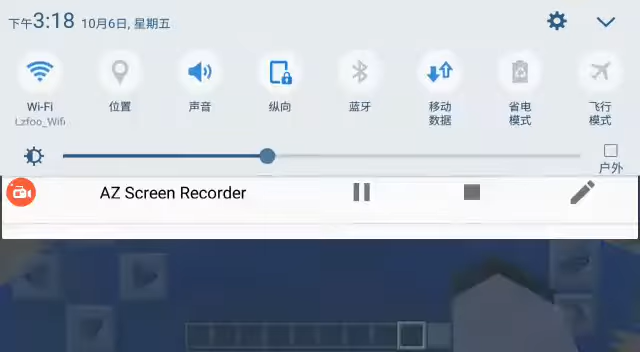 下午3:18 10月6日, 星期五
Wi-Fi
Lzfoo_Wifi
位置
声音
纵向
蓝牙
移动
数据
省电
模式
飞行
模式
户外
AZ Screen Recorder